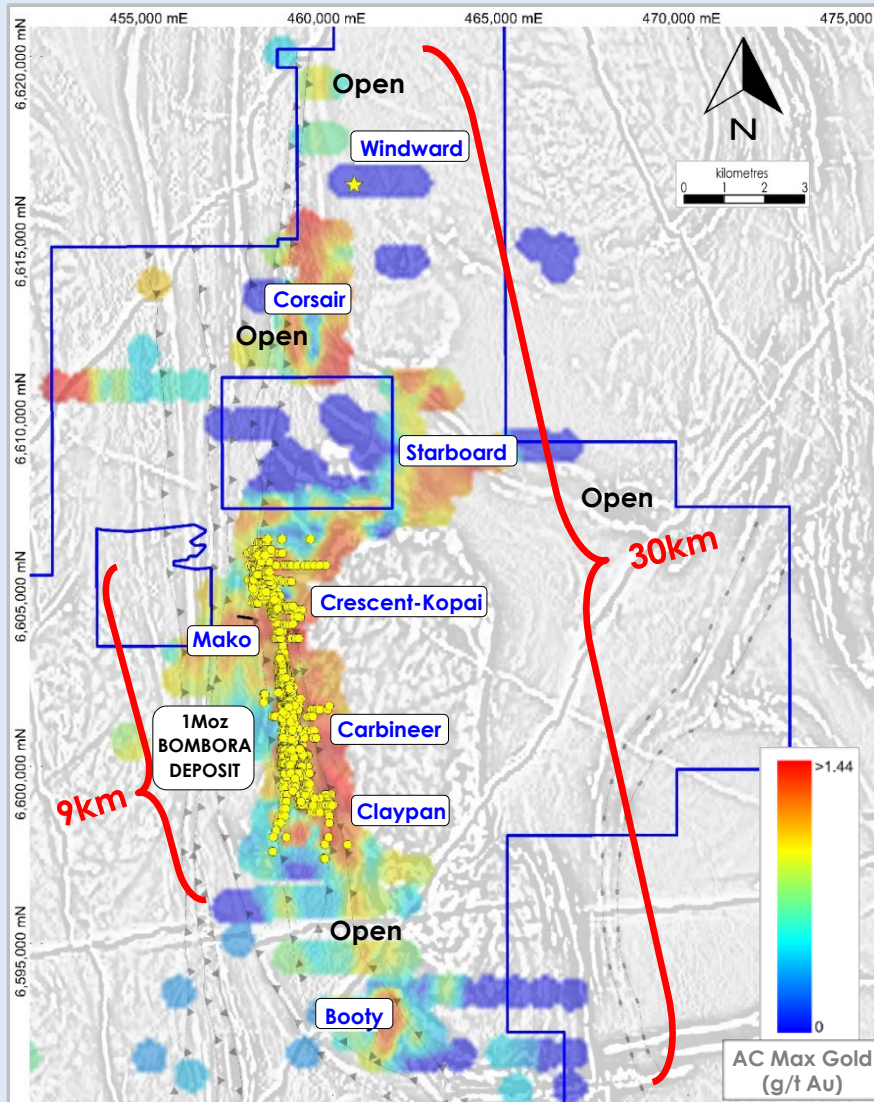 455,000 mE
460,000 mE
465,000 mE
470,000 mE
475,000
6,620,000 mN
Open
N
Windward
kilometres
0 1 2 3
6,615,000 mN
Corsair
Open
6,610,000 mN
Starboard
Open
30km
6,605,000 mN
Crescent-Kopai
Mako
1Moz
BOMBORA
DEPOSIT
Carbineer
>1.44
6,600,000 mN
9km
Claypan
Open
6,595,000 mN
Booty
0
AC Max Gold
(g/t Au)